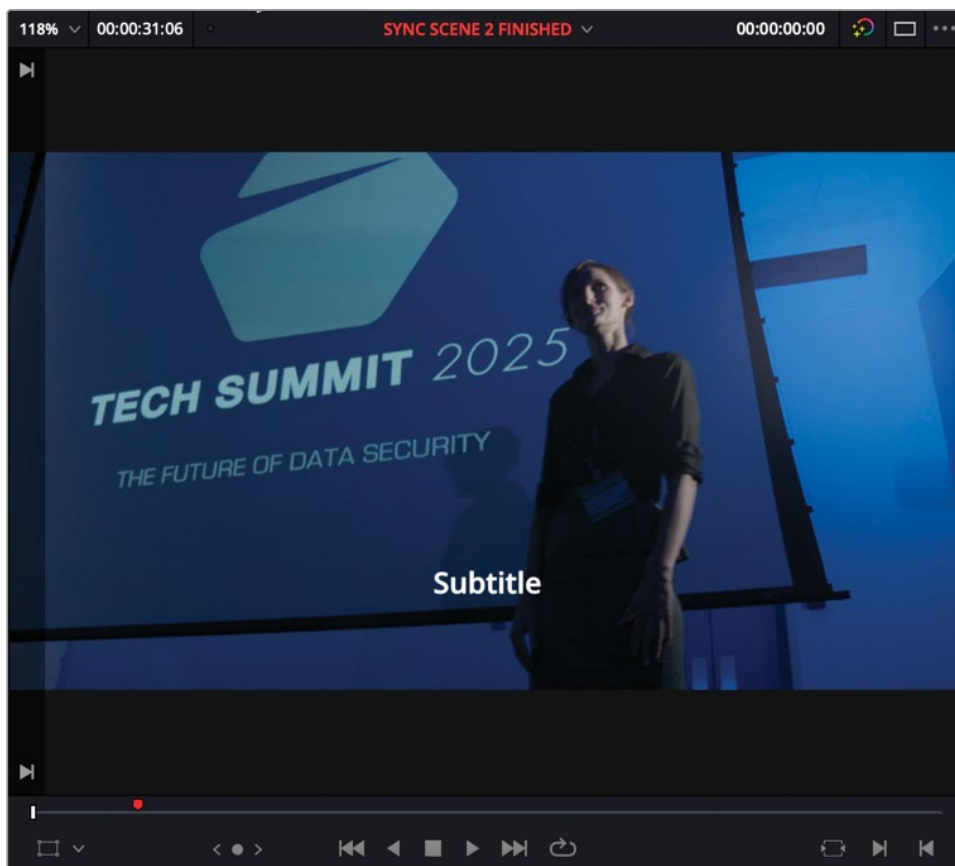 118% 00:00:31:06 SYNC SCENE 2 FINISHED 00:00:00:00
TECH SUMMIT 2025
THE FUTURE OF DATA SECURITY
Subtitle